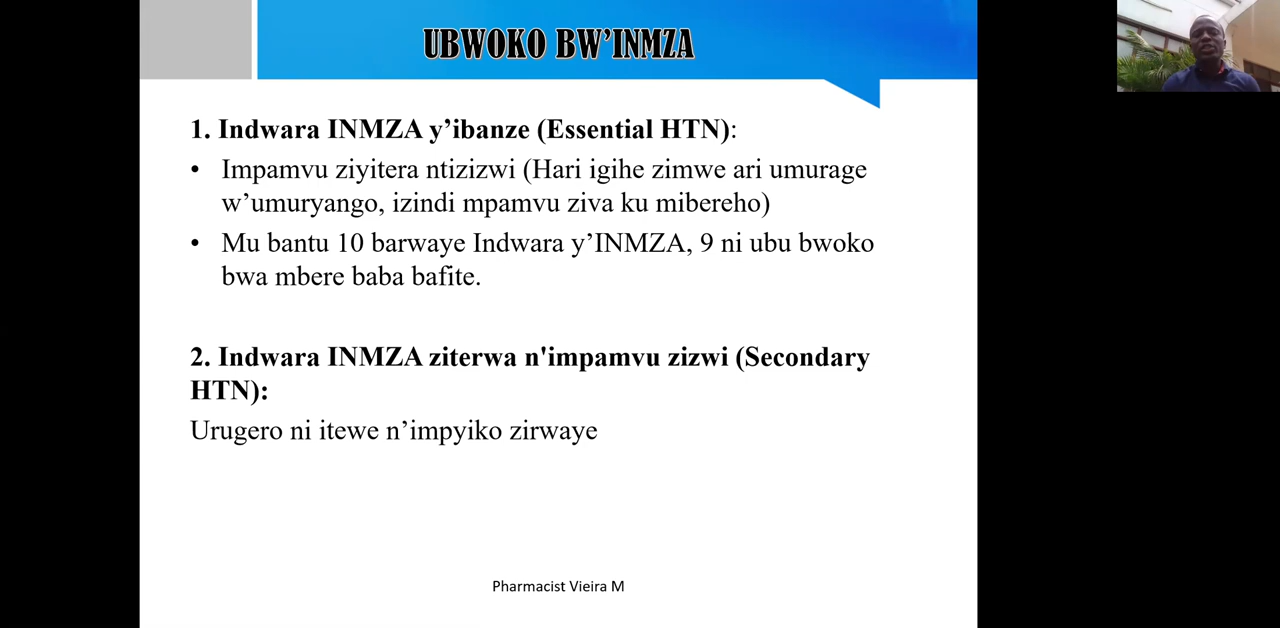 UBWOKO BW’INMZA
1. Indwara INMZA y’ibanze (Essential HTN):
• Impamvu ziyitera ntizizwi (Hari igihe zimwe ari umurage
w’umuryango, izindi mpamvu ziva ku mibereho)
• Mu bantu 10 barwaye Indwara y’INMZA, 9 ni ubu bwoko
bwa mbere baba bafite.
2. Indwara INMZA ziterwa n'impamvu zizwi (Secondary
HTN):
Urugero ni itewe n’impyiko zirwaye
Pharmacist Vieira M